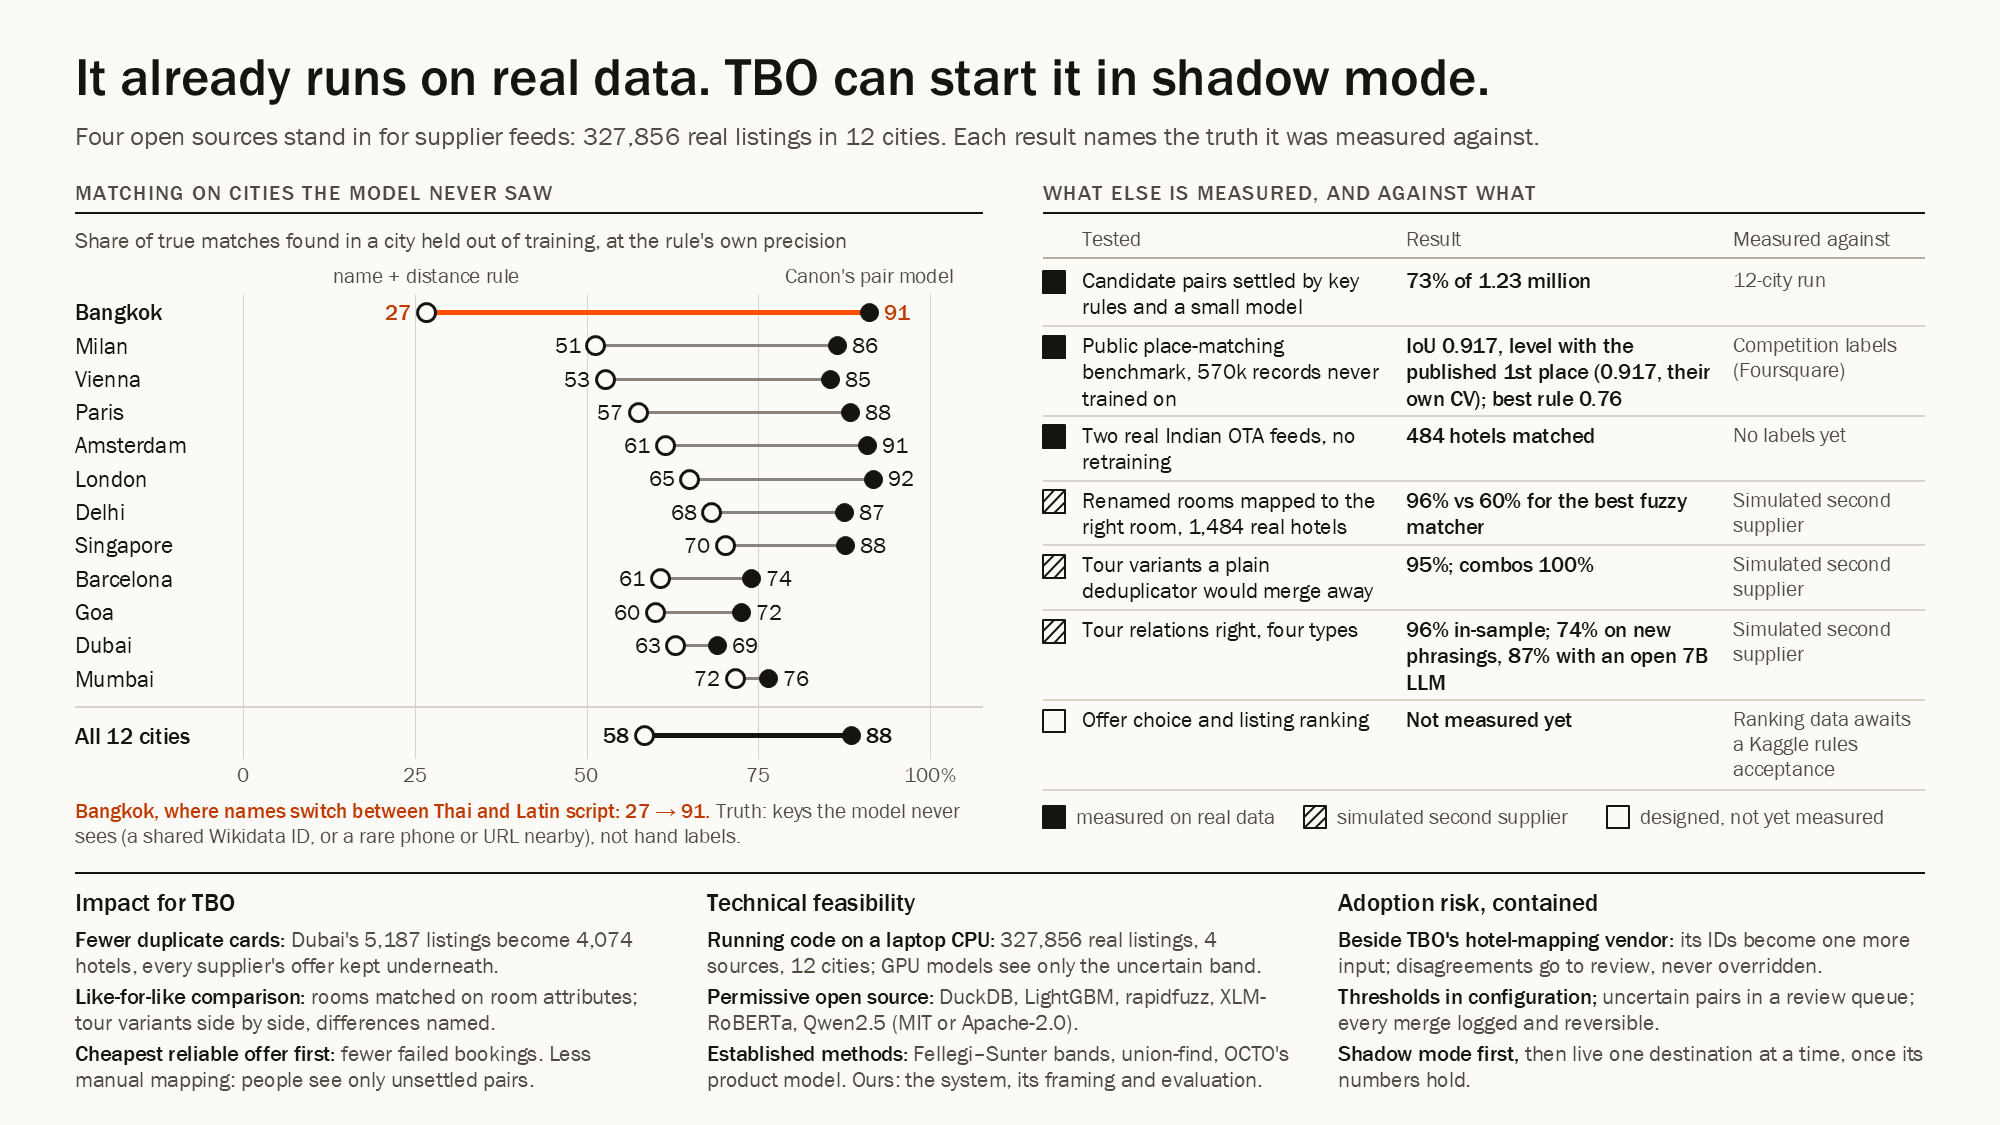 It already runs on real data. TBO can start it in shadow mode.
Four open sources stand in for supplier feeds: 327,856 real listings in 12 cities. Each result names the truth it was measured against.
MATCHING ON CITIES THE MODEL NEVER SAW
Share of true matches found in a city held out of training, at the rule's own precision
name + distance rule Canon's pair model
Bangkok 27 91
Milan 51 86
Vienna 53 85
Paris 57 88
Amsterdam 61 91
London 65 92
Delhi 68 87
Singapore 70 88
Barcelona 61 74
Goa 60 72
Dubai 63 69
Mumbai 72 76
All 12 cities 58 88
0 25 50 75 100%
Bangkok, where names switch between Thai and Latin script: 27 → 91. Truth: keys the model never
sees (a shared Wikidata ID, or a rare phone or URL nearby), not hand labels.
WHAT ELSE IS MEASURED, AND AGAINST WHAT
Tested Result Measured against
Candidate pairs settled by key 73% of 1.23 million 12-city run
rules and a small model
Public place-matching IoU 0.917, level with the Competition labels
benchmark, 570k records never published 1st place (0.917, their (Foursquare)
trained on own CV); best rule 0.76
Two real Indian OTA feeds, no 484 hotels matched No labels yet
retraining
Renamed rooms mapped to the 96% vs 60% for the best fuzzy Simulated second
right room, 1,484 real hotels matcher supplier
Tour variants a plain 95%; combos 100% Simulated second
deduplicator would merge away supplier
Tour relations right, four types 96% in-sample; 74% on new Simulated second
phrasings, 87% with an open 7B supplier
LLM
Offer choice and listing ranking Not measured yet Ranking data awaits
a Kaggle rules
acceptance
measured on real data simulated second supplier designed, not yet measured
Impact for TBO
Fewer duplicate cards: Dubai's 5,187 listings become 4,074
hotels, every supplier's offer kept underneath.
Like-for-like comparison: rooms matched on room attributes;
tour variants side by side, differences named.
Cheapest reliable offer first: fewer failed bookings. Less
manual mapping: people see only unsettled pairs.
Technical feasibility
Running code on a laptop CPU: 327,856 real listings, 4
sources, 12 cities; GPU models see only the uncertain band.
Permissive open source: DuckDB, LightGBM, rapidfuzz, XLM-
RoBERTa, Qwen2.5 (MIT or Apache-2.0).
Established methods: Fellegi–Sunter bands, union-find, OCTO's
product model. Ours: the system, its framing and evaluation.
Adoption risk, contained
Beside TBO's hotel-mapping vendor: its IDs become one more
input; disagreements go to review, never overridden.
Thresholds in configuration; uncertain pairs in a review queue;
every merge logged and reversible.
Shadow mode first, then live one destination at a time, once its
numbers hold.